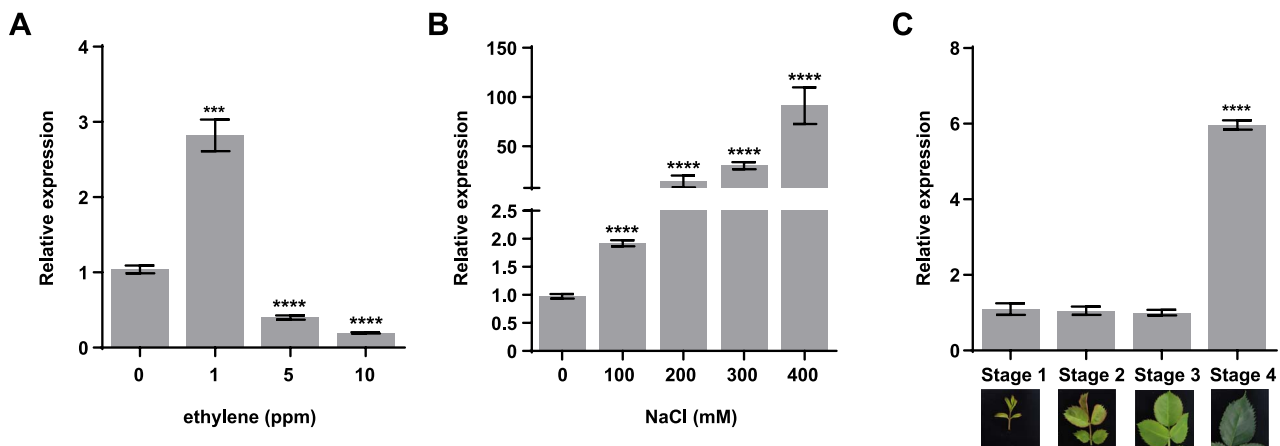 A
Relative expression
4
3
2
1
0
***
****
****
0 1 5 10
ethylene (ppm)
B
Relative expression
150
100
50
2.5
2.0
1.5
1.0
0.5
0
****
****
****
****
0 100 200 300 400
NaCl (mM)
C
Relative expression
8
6
4
2
0
****
Stage 1 Stage 2 Stage 3 Stage 4